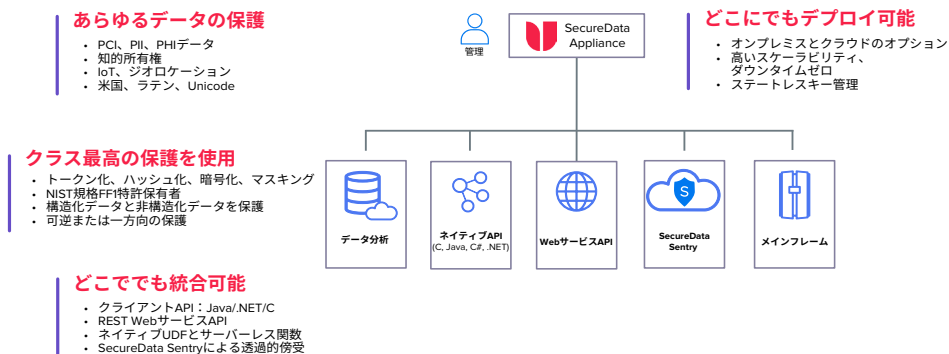 あらゆるデータの保護
• PCI、PII、PHIデータ
• 知的所有権
• IoT、ジオロケーション
• 米国、ラテン、Unicode
管理
SecureData
Appliance
どこにでもデプロイ可能
• オンプレミスとクラウドのオプション
• 高いスケーラビリティ、
ダウンタイムゼロ
• ステートレスキー管理
クラス最高の保護を使用
• トークン化、ハッシュ化、暗号化、マスキング
• NIST規格FF1特許保有者
• 構造化データと非構造化データを保護
• 可逆または一方向の保護
データ分析
ネイティブAPI
(C, Java, C#, .NET)
WebサービスAPI
S
SecureData
Sentry
メインフレーム
どこででも統合可能
• クライアントAPI：Java/.NET/C
• REST WebサービスAPI
• ネイティブUDFとサーバーレス関数
• SecureData Sentryによる透過的傍受